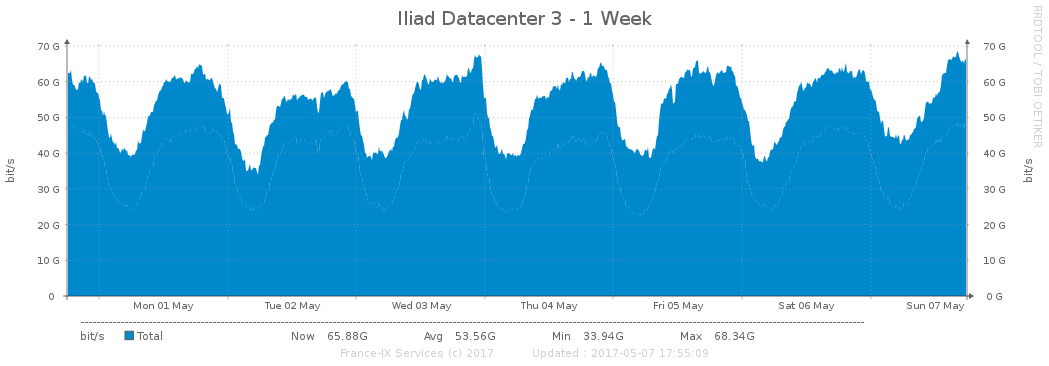 Iliad Datacenter 3 - 1 Week
RRDTOOL / TOBI OETIKER
70 G 70 G
60 G 60 G
50 G 50 G
40 G 40 G
30 G 30 G
20 G 20 G
10 G 10 G
0 0 G
bit/s bit/s
Mon 01 May Tue 02 May Wed 03 May Thu 04 May Fri 05 May Sat 06 May Sun 07 May
bit/s Total Now 65.88G Avg 53.56G Min 33.94G Max 68.34G
France-IX Services (c) 2017 Updated : 2017-05-07 17:55:09